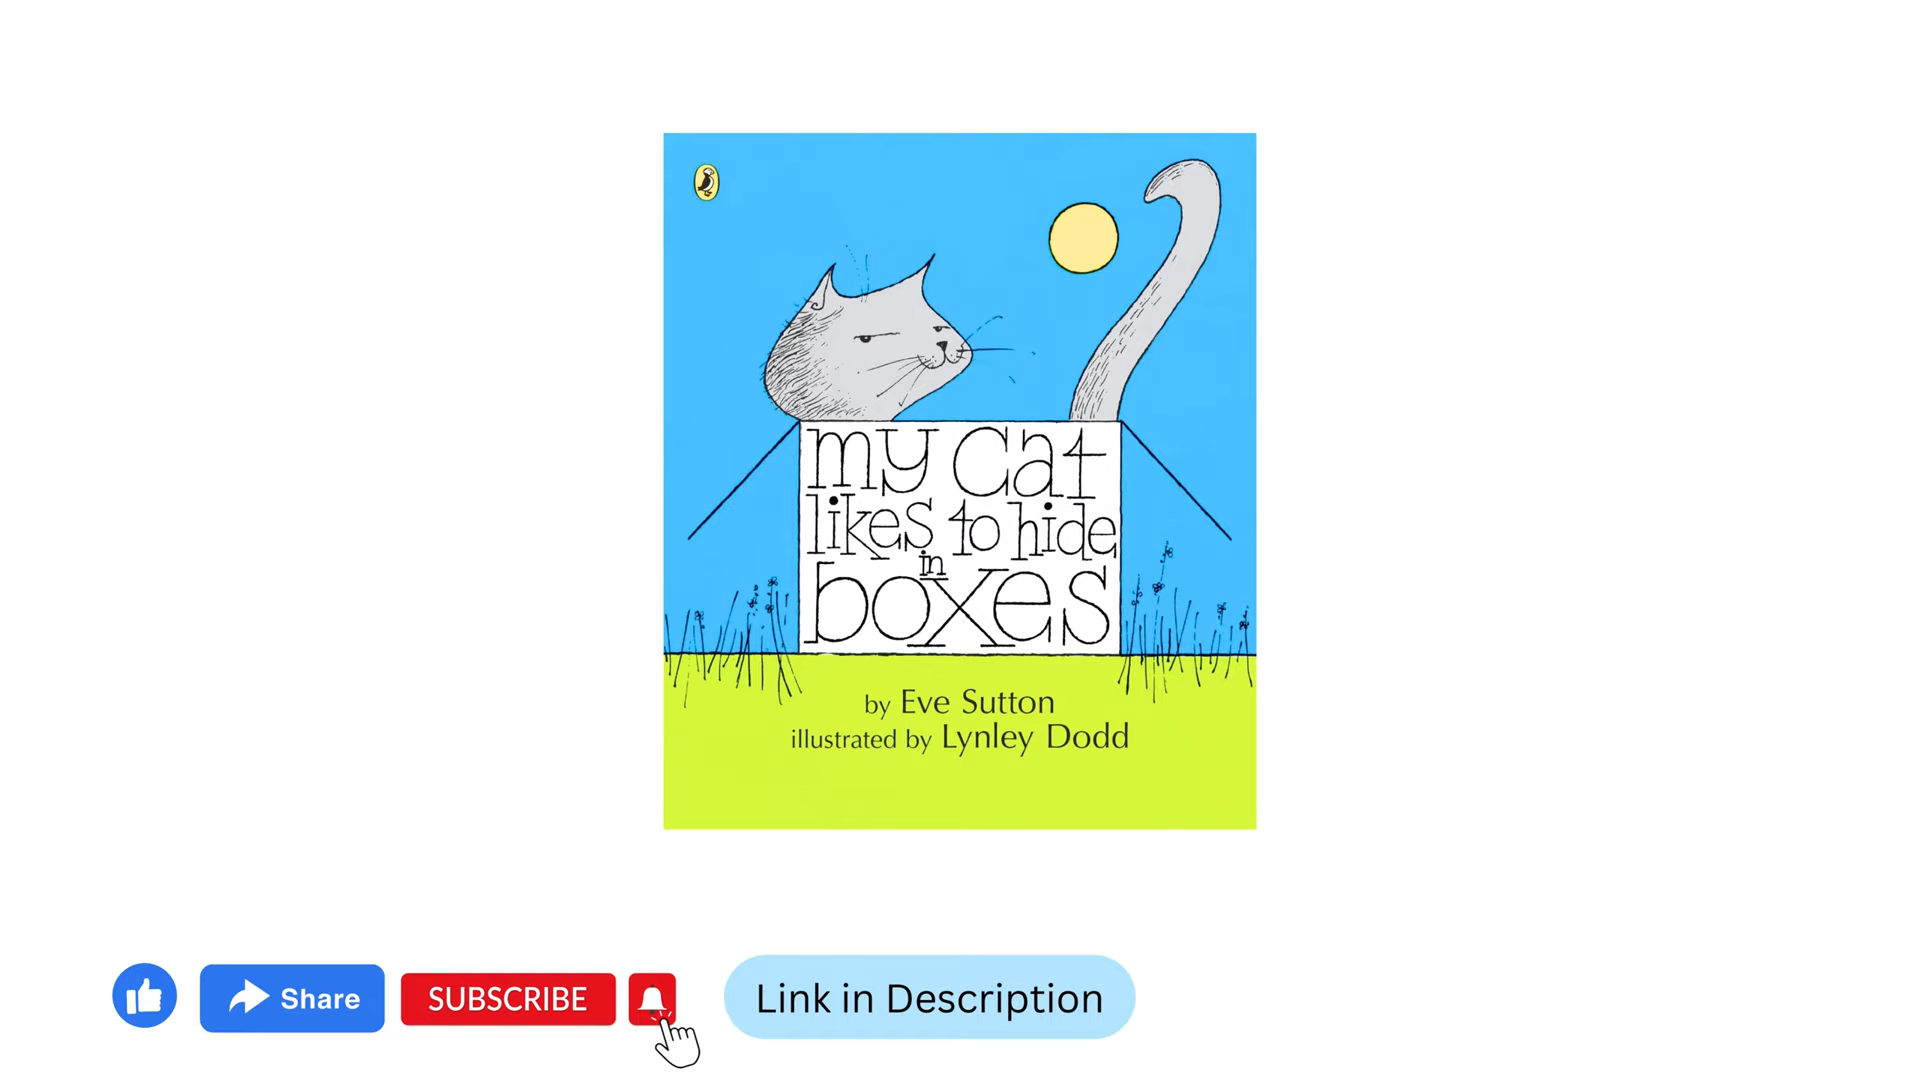 my cat
likes to hide
in
boxes
by Eve Sutton
illustrated by Lynley Dodd
Share
SUBSCRIBE
Link in Description